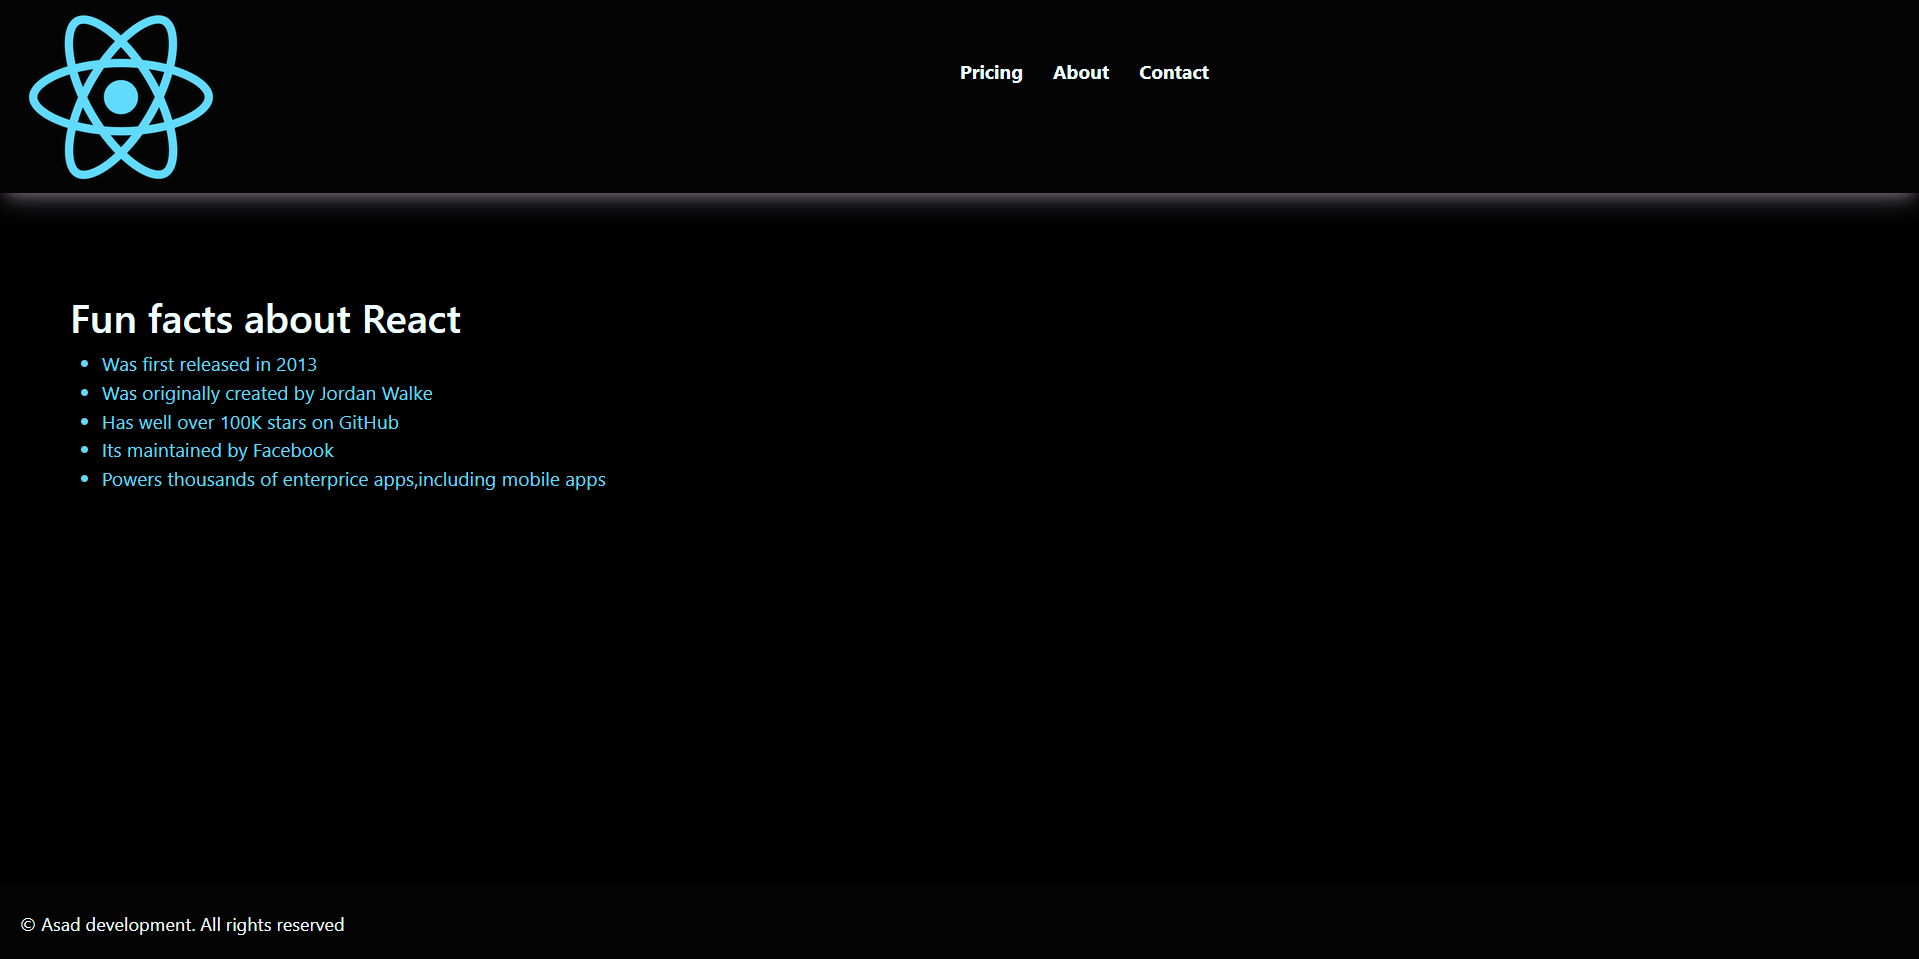 Pricing About Contact
Fun facts about React
Was first released in 2013
Was originally created by Jordan Walke
Has well over 100K stars on GitHub
Its maintained by Facebook
Powers thousands of enterprice apps,including mobile apps
© Asad development. All rights reserved